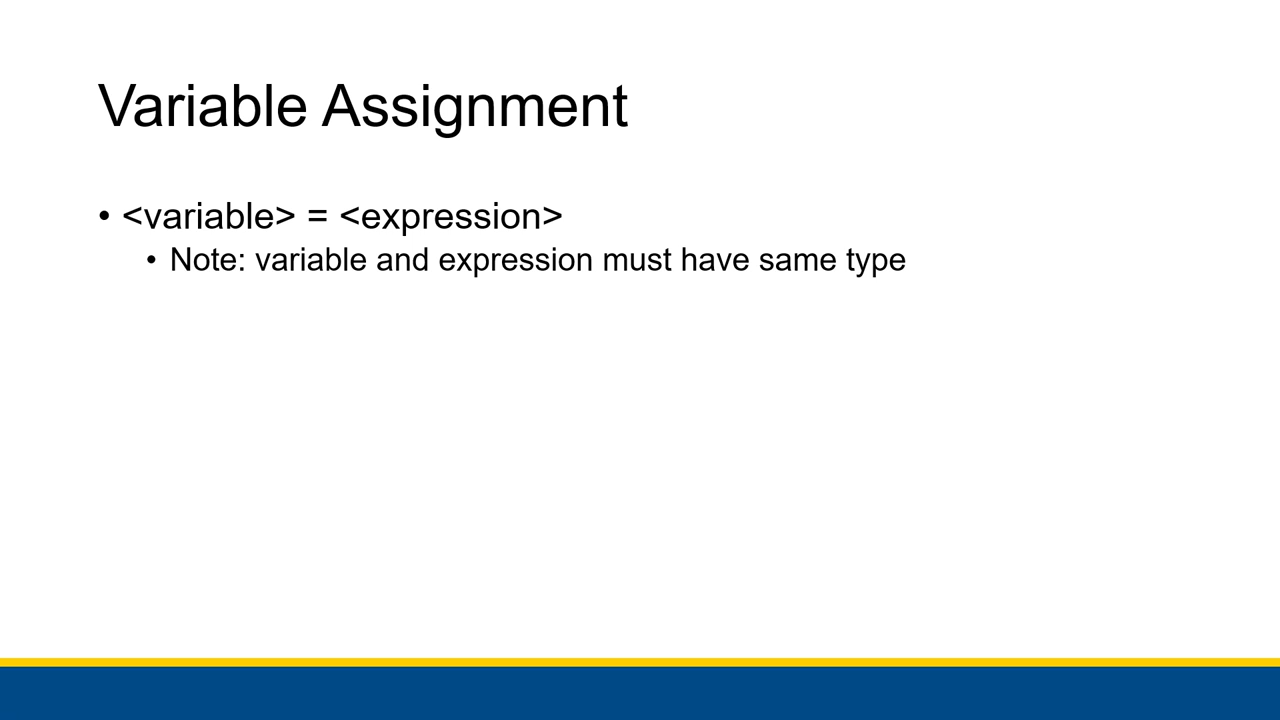 Variable Assignment
• <variable> = <expression>
• Note: variable and expression must have same type